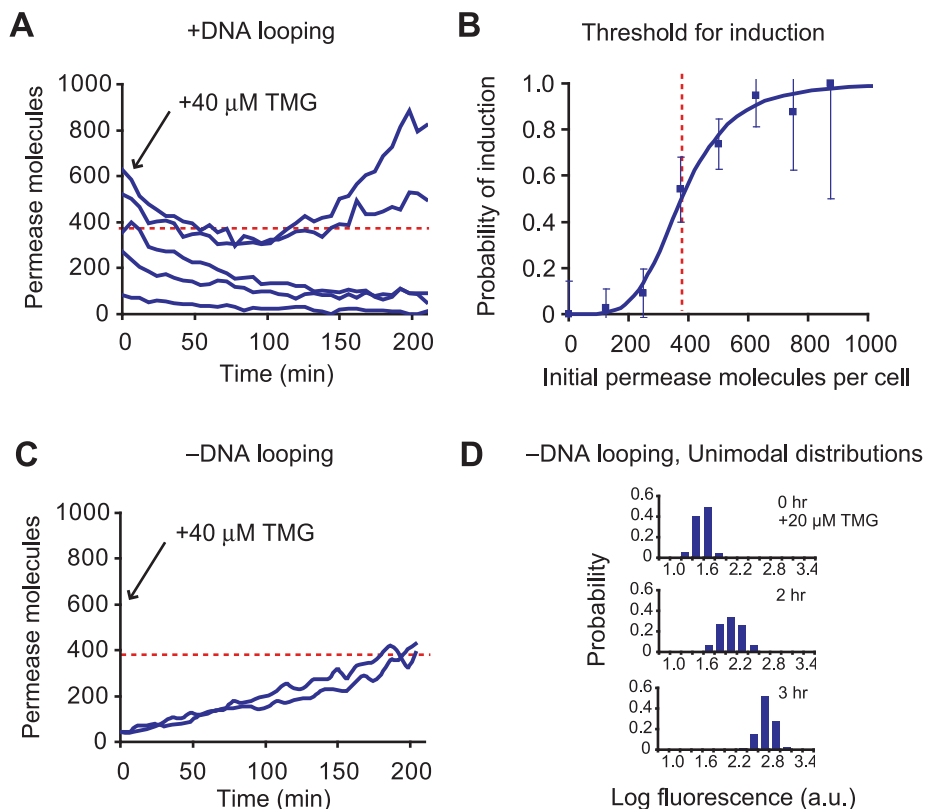 A
+DNA looping
Permease molecules
1000
800
600
400
200
0
+40 µM TMG
0
50
100
150
200
Time (min)
B
Threshold for induction
Probability of induction
1.0
0.8
0.6
0.4
0.2
0
0
200
400
600
800
1000
Initial permease molecules per cell
C
–DNA looping
Permease molecules
1000
800
600
400
200
0
+40 µM TMG
0
50
100
150
200
Time (min)
D
–DNA looping, Unimodal distributions
Probability
0.6
0.4
0.2
0
0 hr
+20 µM TMG
1.0 1.6 2.2 2.8 3.4
0.6
0.4
0.2
0
2 hr
1.0 1.6 2.2 2.8 3.4
0.6
0.4
0.2
0
3 hr
1.0 1.6 2.2 2.8 3.4
Log fluorescence (a.u.)